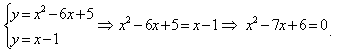 {y=x²−6x+5
y=x−1 ⇒ x²−6x+5=x−1⇒ x²−7x+6=0.